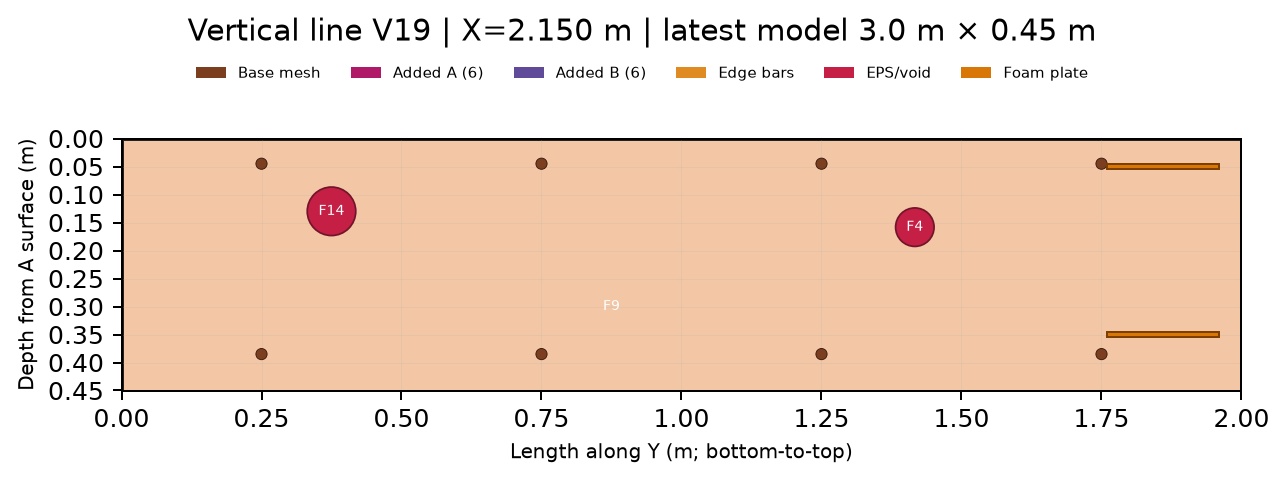 Vertical line V19 | X=2.150 m | latest model 3.0 m × 0.45 m
Base mesh Added A (6) Added B (6) Edge bars EPS/void Foam plate
Depth from A surface (m)
0.00
0.05
0.10
0.15
0.20
0.25
0.30
0.35
0.40
0.45
F14
F4
F9
0.00 0.25 0.50 0.75 1.00 1.25 1.50 1.75 2.00
Length along Y (m; bottom-to-top)